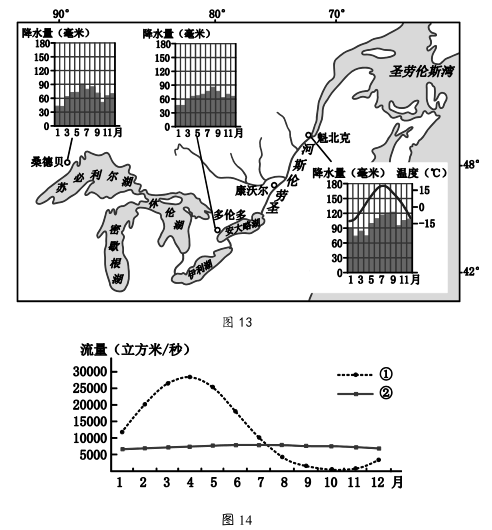 90° 80° 70°
降水量（毫米） 降水量（毫米）
180 180
150 150
120 120
90 90
60 60
30 30
0 0
1 3 5 7 9 11月 1 3 5 7 9 11月
圣劳伦斯湾
桑德贝
魁北克
48°
苏必利尔湖
康沃尔
圣劳伦斯河
降水量（毫米） 温度（℃）
180
150 15
120 0
90 -15
60
30
0
1 3 5 7 9 11月
休伦湖
多伦多
安大略湖
密歇根湖
伊利湖
42°
图 13
流量（立方米/秒）
30000
25000
20000
15000
10000
5000
① 
②
1 2 3 4 5 6 7 8 9 10 11 12 月
图 14